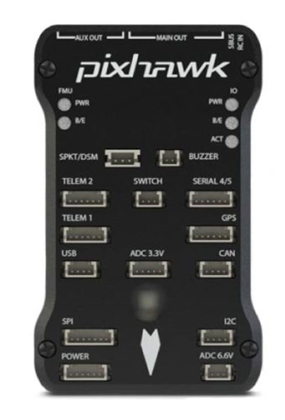 AUX OUT MAIN OUT SBUS RC IN
pixhawk
FMU IO
PWR PWR
B/E B/E
ACT
SPKT/DSM BUZZER
TELEM 2 SWITCH SERIAL 4/5
TELEM 1 GPS
USB ADC 3.3V CAN
SPI I2C
POWER ADC 6.6V